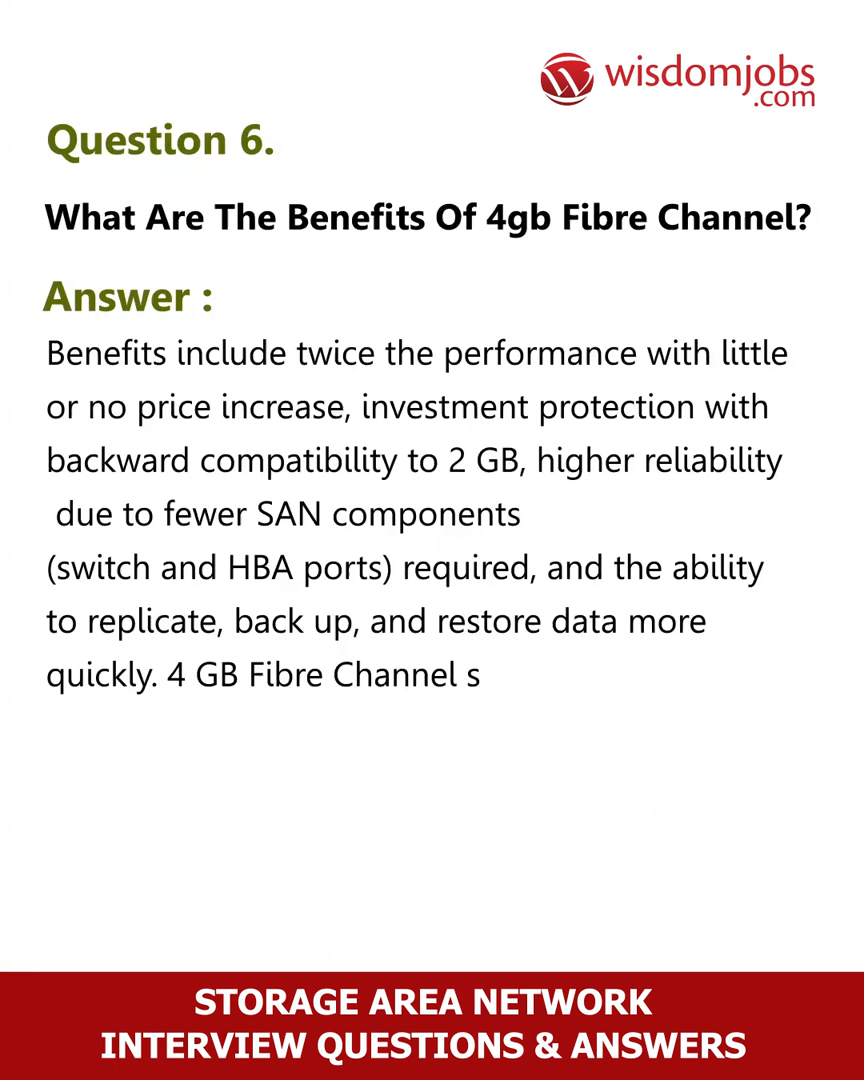 wisdomjobs
.com
Question 6.
What Are The Benefits Of 4gb Fibre Channel?
Answer :
Benefits include twice the performance with little
or no price increase, investment protection with
backward compatibility to 2 GB, higher reliability
due to fewer SAN components
(switch and HBA ports) required, and the ability
to replicate, back up, and restore data more
quickly. 4 GB Fibre Channel s
STORAGE AREA NETWORK
INTERVIEW QUESTIONS & ANSWERS